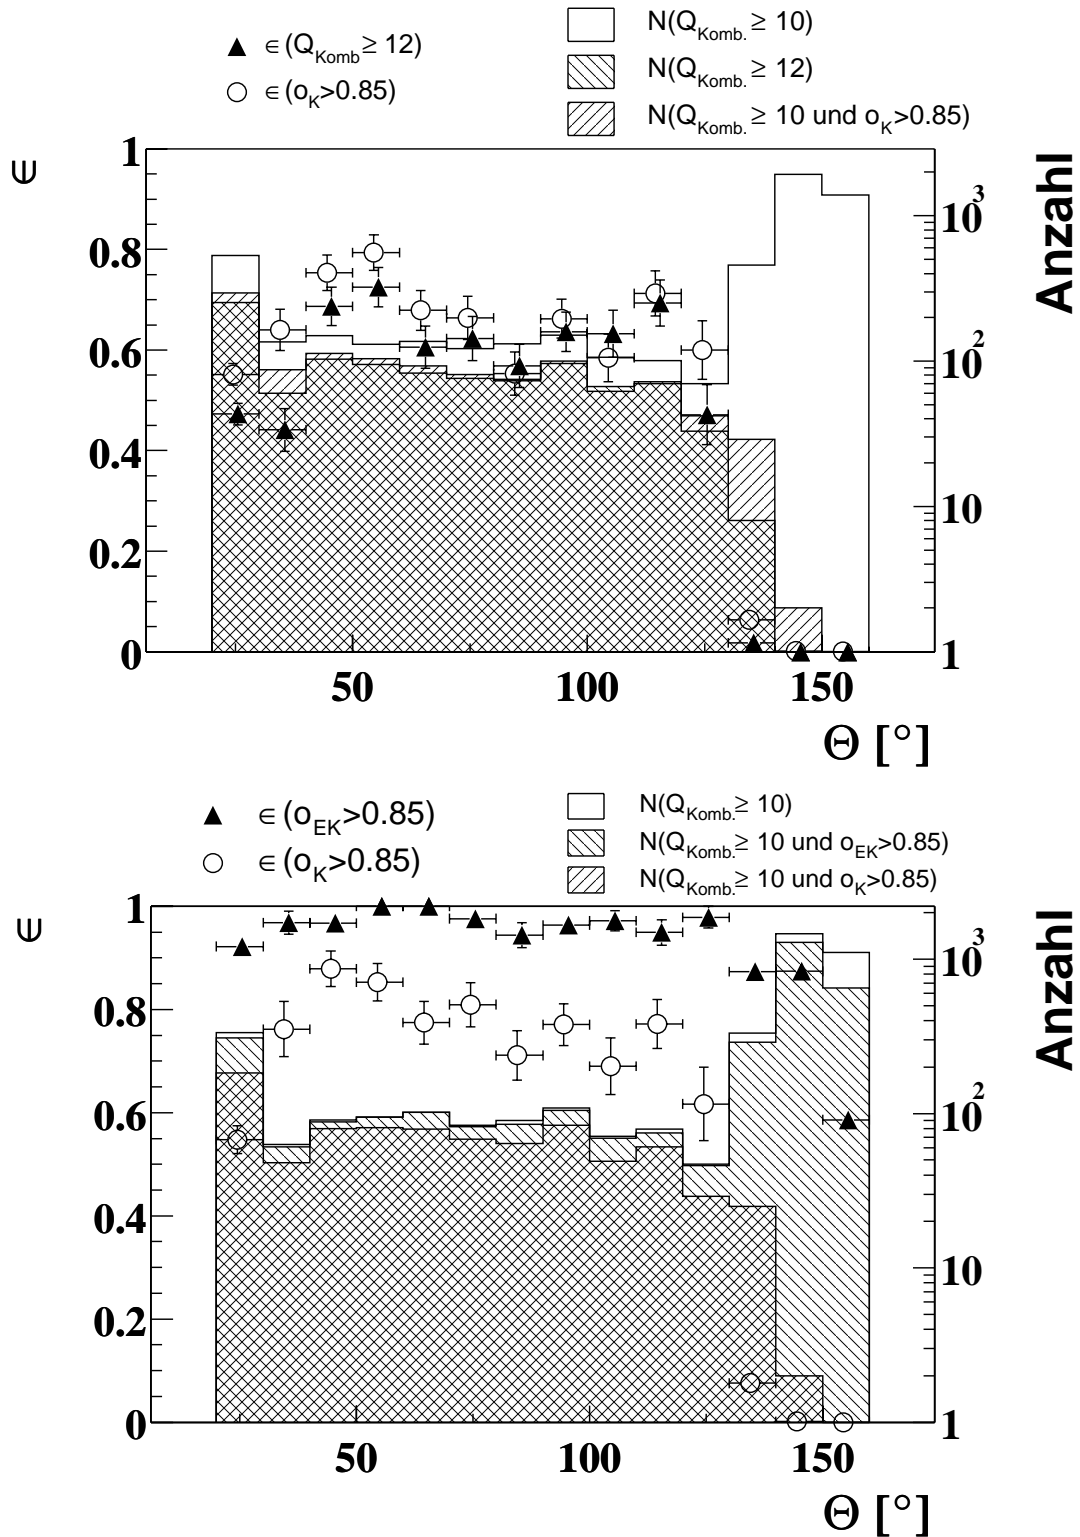 ∈(Q_Komb ≥ 12)
∈(o_K>0.85)
N(Q_Komb. ≥ 10)
N(Q_Komb. ≥ 12)
N(Q_Komb. ≥ 10 und o_K>0.85)
∈
Anzahl
1
0.8
0.6
0.4
0.2
0
10^3
10^2
10
1
50 100 150
Θ [°]
∈(o_EK>0.85)
∈(o_K>0.85)
N(Q_Komb. ≥ 10)
N(Q_Komb. ≥ 10 und o_EK>0.85)
N(Q_Komb. ≥ 10 und o_K>0.85)
∈
Anzahl
1
0.8
0.6
0.4
0.2
0
10^3
10^2
10
1
50 100 150
Θ [°]